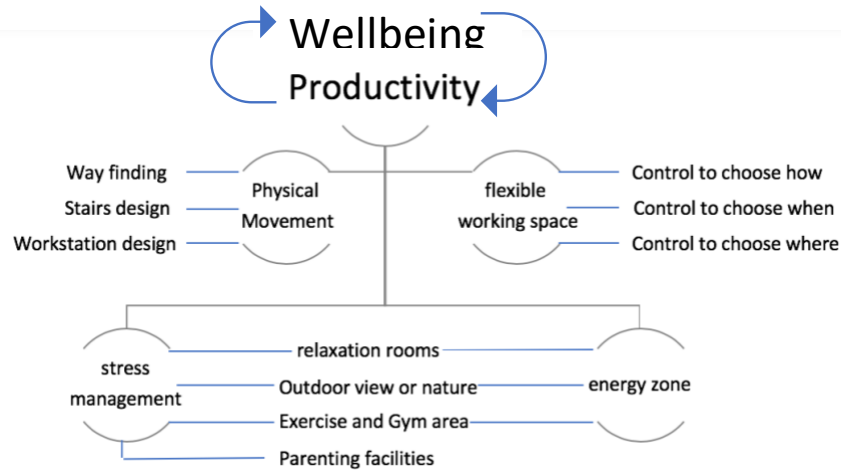 Wellbeing
Productivity
Way finding
Stairs design
Workstation design
Physical
Movement
flexible
working space
Control to choose how
Control to choose when
Control to choose where
stress
management
relaxation rooms
Outdoor view or nature
Exercise and Gym area
Parenting facilities
energy zone